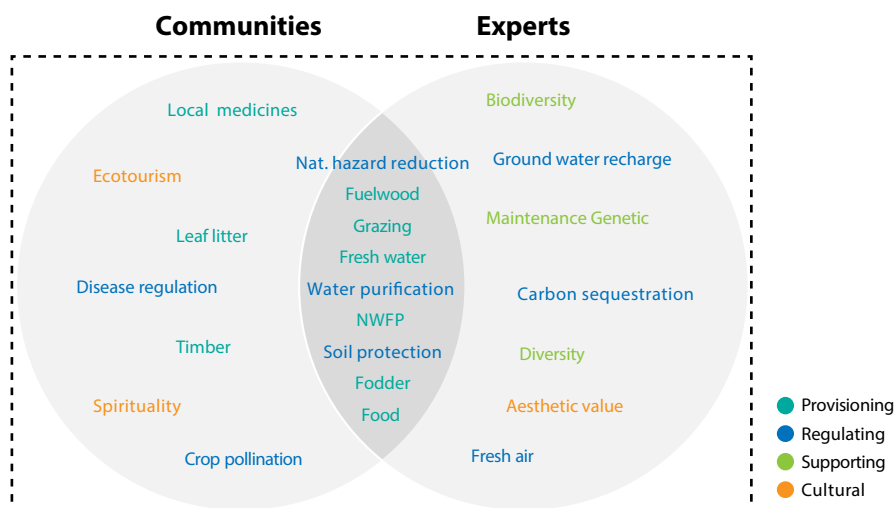 Communities
Experts
Local medicines
Ecotourism
Leaf litter
Disease regulation
Timber
Spirituality
Crop pollination
Nat. hazard reduction
Fuelwood
Grazing
Fresh water
Water purification
NWFP
Soil protection
Fodder
Food
Biodiversity
Ground water recharge
Maintenance Genetic
Carbon sequestration
Diversity
Aesthetic value
Fresh air
Provisioning
Regulating
Supporting
Cultural